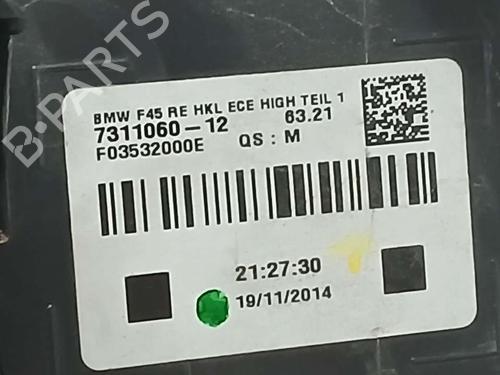 BMW F45 RE HKL ECE HIGH TEIL 1
7311060-12 63.21
F03532000E QS : M
21:27:30
19/11/2014
B-PARTS